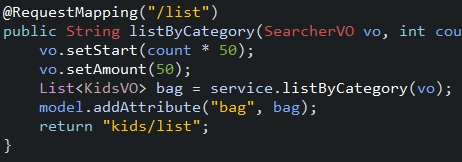 @RequestMapping("/list")
public String listByCategory(SearcherVO vo, int cou
vo.setStart(count * 50);
vo.setAmount(50);
List<KidsVO> bag = service.listByCategory(vo);
model.addAttribute("bag", bag);
return "kids/list";
}